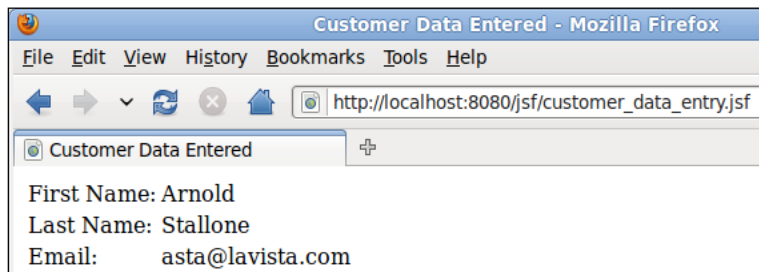 Customer Data Entered - Mozilla Firefox
File Edit View History Bookmarks Tools Help
http://localhost:8080/jsf/customer_data_entry.jsf
Customer Data Entered
First Name: Arnold
Last Name: Stallone
Email: asta@lavista.com